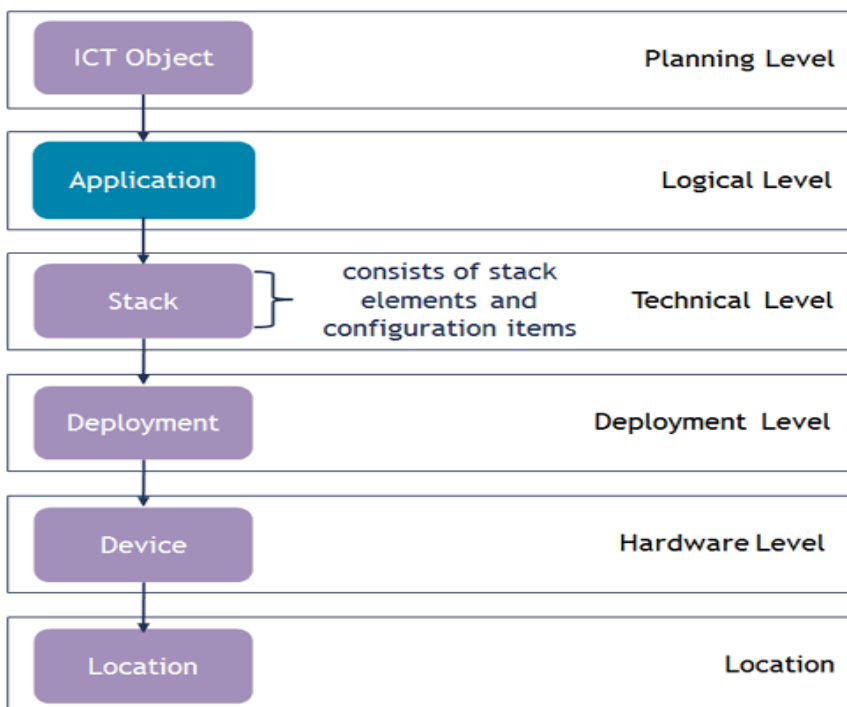 ICT Object
Planning Level
Application
Logical Level
Stack
consists of stack
elements and
configuration items
Technical Level
Deployment
Deployment Level
Device
Hardware Level
Location
Location